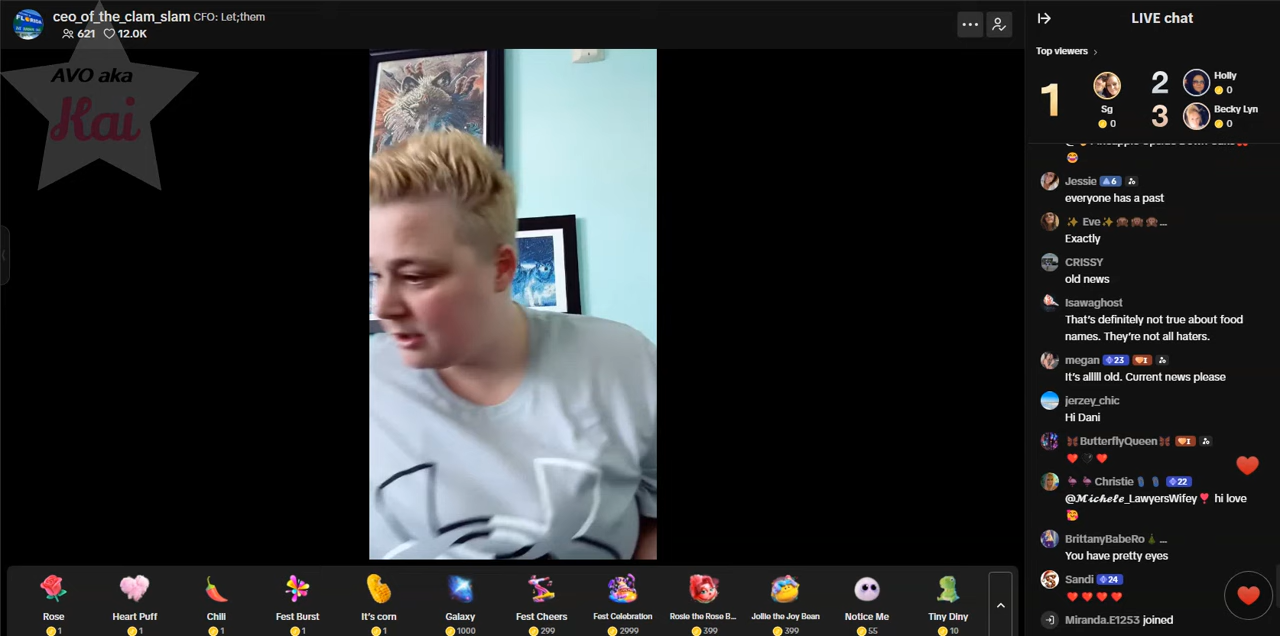 ceo_of_the_clam_slam CFO: Let;them
621 12.0K
AVO aka
Kai
LIVE chat
Top viewers
1
Sg
0
2
Holly
0
3
Becky Lyn
0
Jessie 6
everyone has a past
Eve ...
Exactly
CRISSY
old news
Isawaghost
That's definitely not true about food
names. They're not all haters.
megan 23 1
It's alllll old. Current news please
jerzey_chic
Hi Dani
ButterflyQueen 1
Christie 22
@𝓜𝓲𝓬𝓱𝓮𝓵𝓮_LawyersWifey hi love
BrittanyBabeRo ...
You have pretty eyes
Sandi 24
Miranda.E1253 joined
Rose
1
Heart Puff
1
Chili
1
Fest Burst
1
It's corn
1
Galaxy
1000
Fest Cheers
299
Fest Celebration
2999
Rosie the Rose B...
399
Jollie the Joy Bean
399
Notice Me
55
Tiny Diny
10